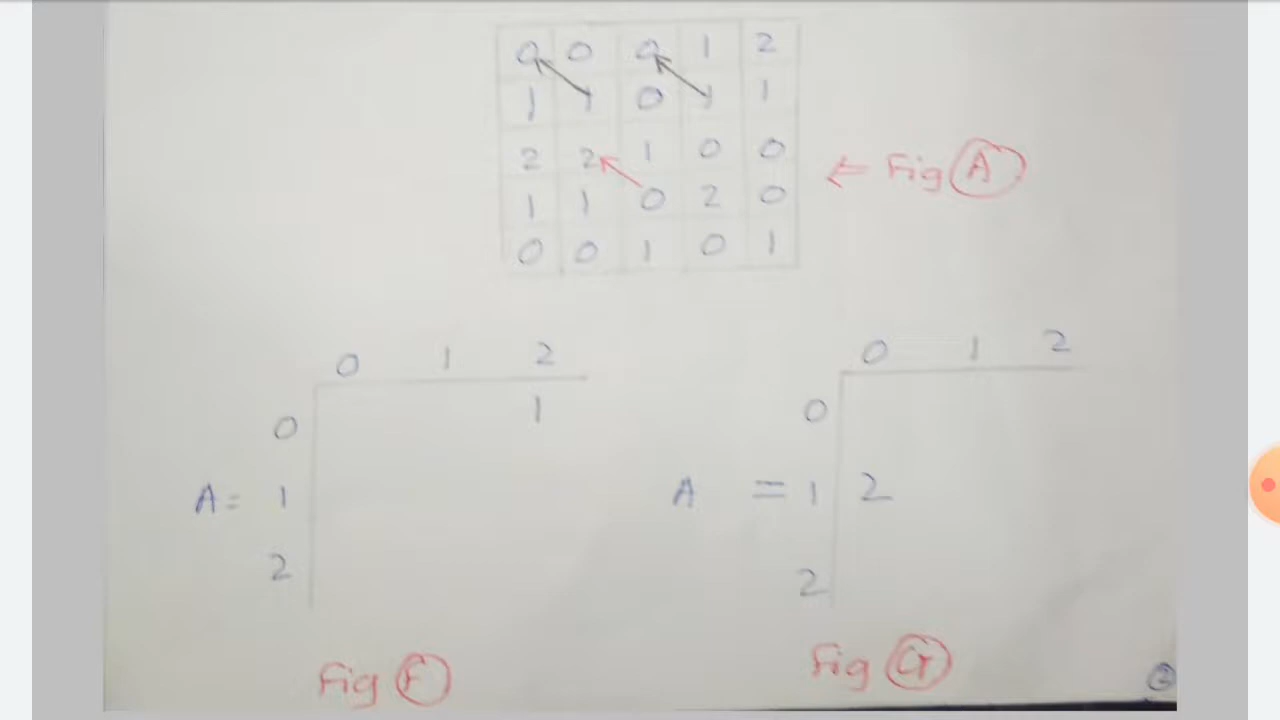 0 0 0 1 2
1 1 0 1 1
2 2 1 0 0
← Fig A
1 1 0 2 0
0 0 1 0 1
0 1 2
0 1
A = 1
2
Fig F
0 1 2
0
A = 1 2
2
Fig G
2